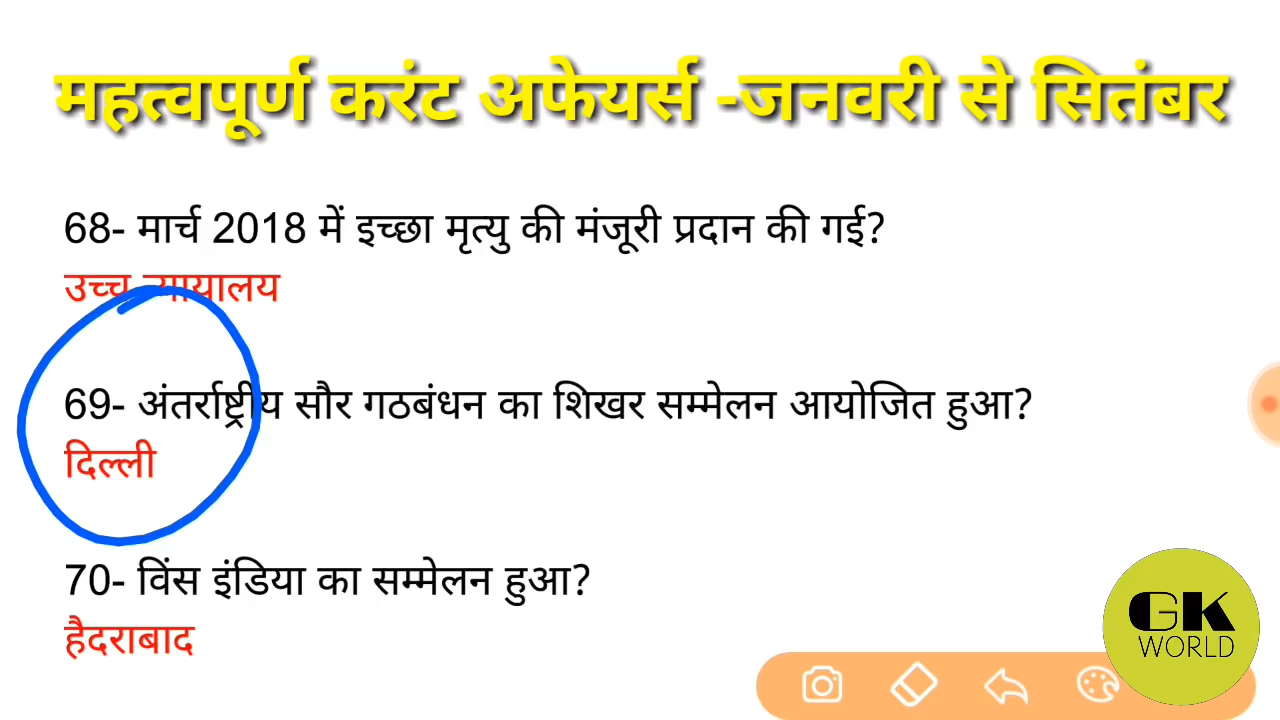 महत्वपूर्ण करंट अफेयर्स -जनवरी से सितंबर
68- मार्च 2018 में इच्छा मृत्यु की मंजूरी प्रदान की गई?
उच्च न्यायालय
69- अंतर्राष्ट्रीय सौर गठबंधन का शिखर सम्मेलन आयोजित हुआ?
दिल्ली
70- विंस इंडिया का सम्मेलन हुआ?
हैदराबाद
GK
WORLD